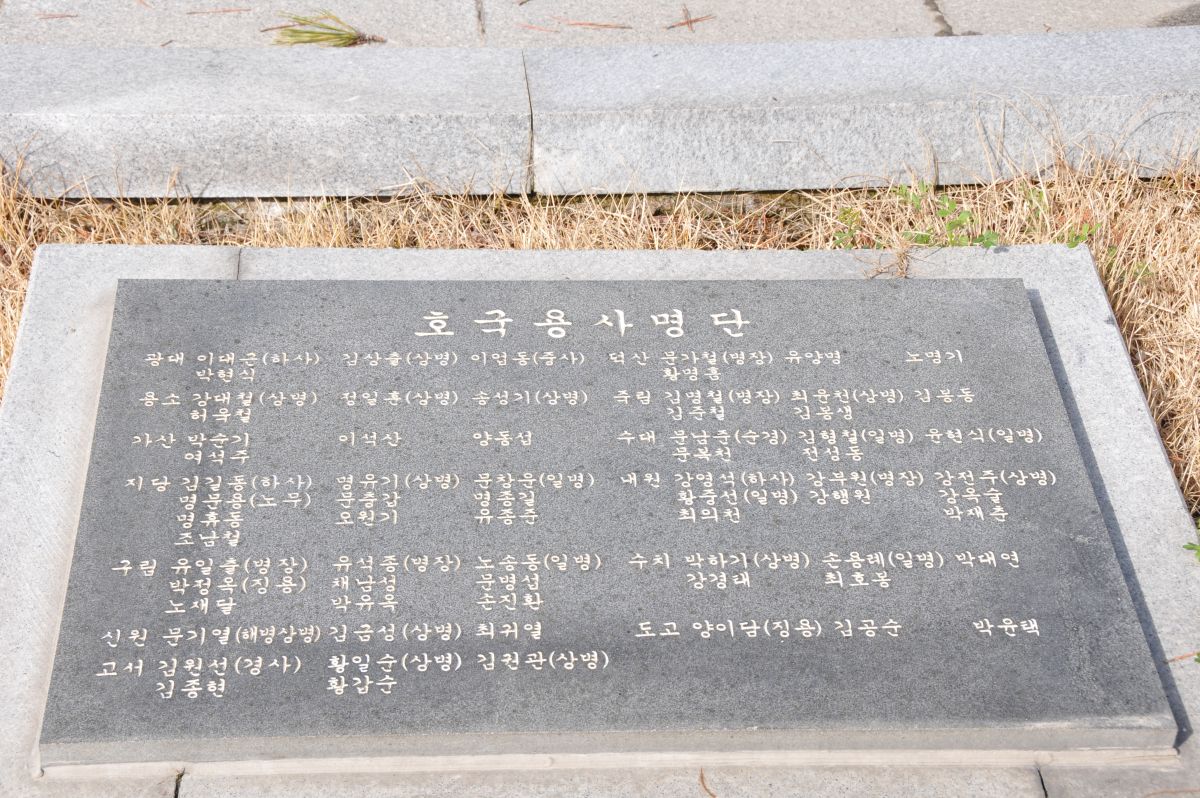 호국용사명단
광대 이대근(하사) 김상출(상병) 이업동(중사) 덕산 문가철(병장) 유양명 노명기
박현식 황명흠
용소 강대철(상병) 정일훈(상병) 송성기(상병) 주림 김명철(병장) 최윤천(상병) 김봉동
허옥철 김주철 김봉생
가산 박순기 이석산 양동섭 수대 문남준(순경) 김형철(일병) 윤현식(일병)
여석주 문복천 전섬동
지당 김길동(하사) 명유기(상병) 문창운(일병) 내원 강영석(하사) 강부원(병장) 강전주(상병)
명분용(노무) 문홍갑 명종길 황중선(일병) 강행원 강옥술
명휴동 오원기 유종준 최의천 박재춘
조남철
구림 유일출(병장) 유석종(병장) 노송동(일병) 수치 박하기(상병) 손용례(일병) 박대연
박정옥(징용) 채남성 문병섭 강경대 최호몽
노재달 박유옥 손진환
신원 문기열(해병상병) 김금성(상병) 최귀열 도고 양이담(징용) 김공순 박윤택
고서 김원선(경사) 황일순(상병) 김권관(상병)
김종현 황갑순